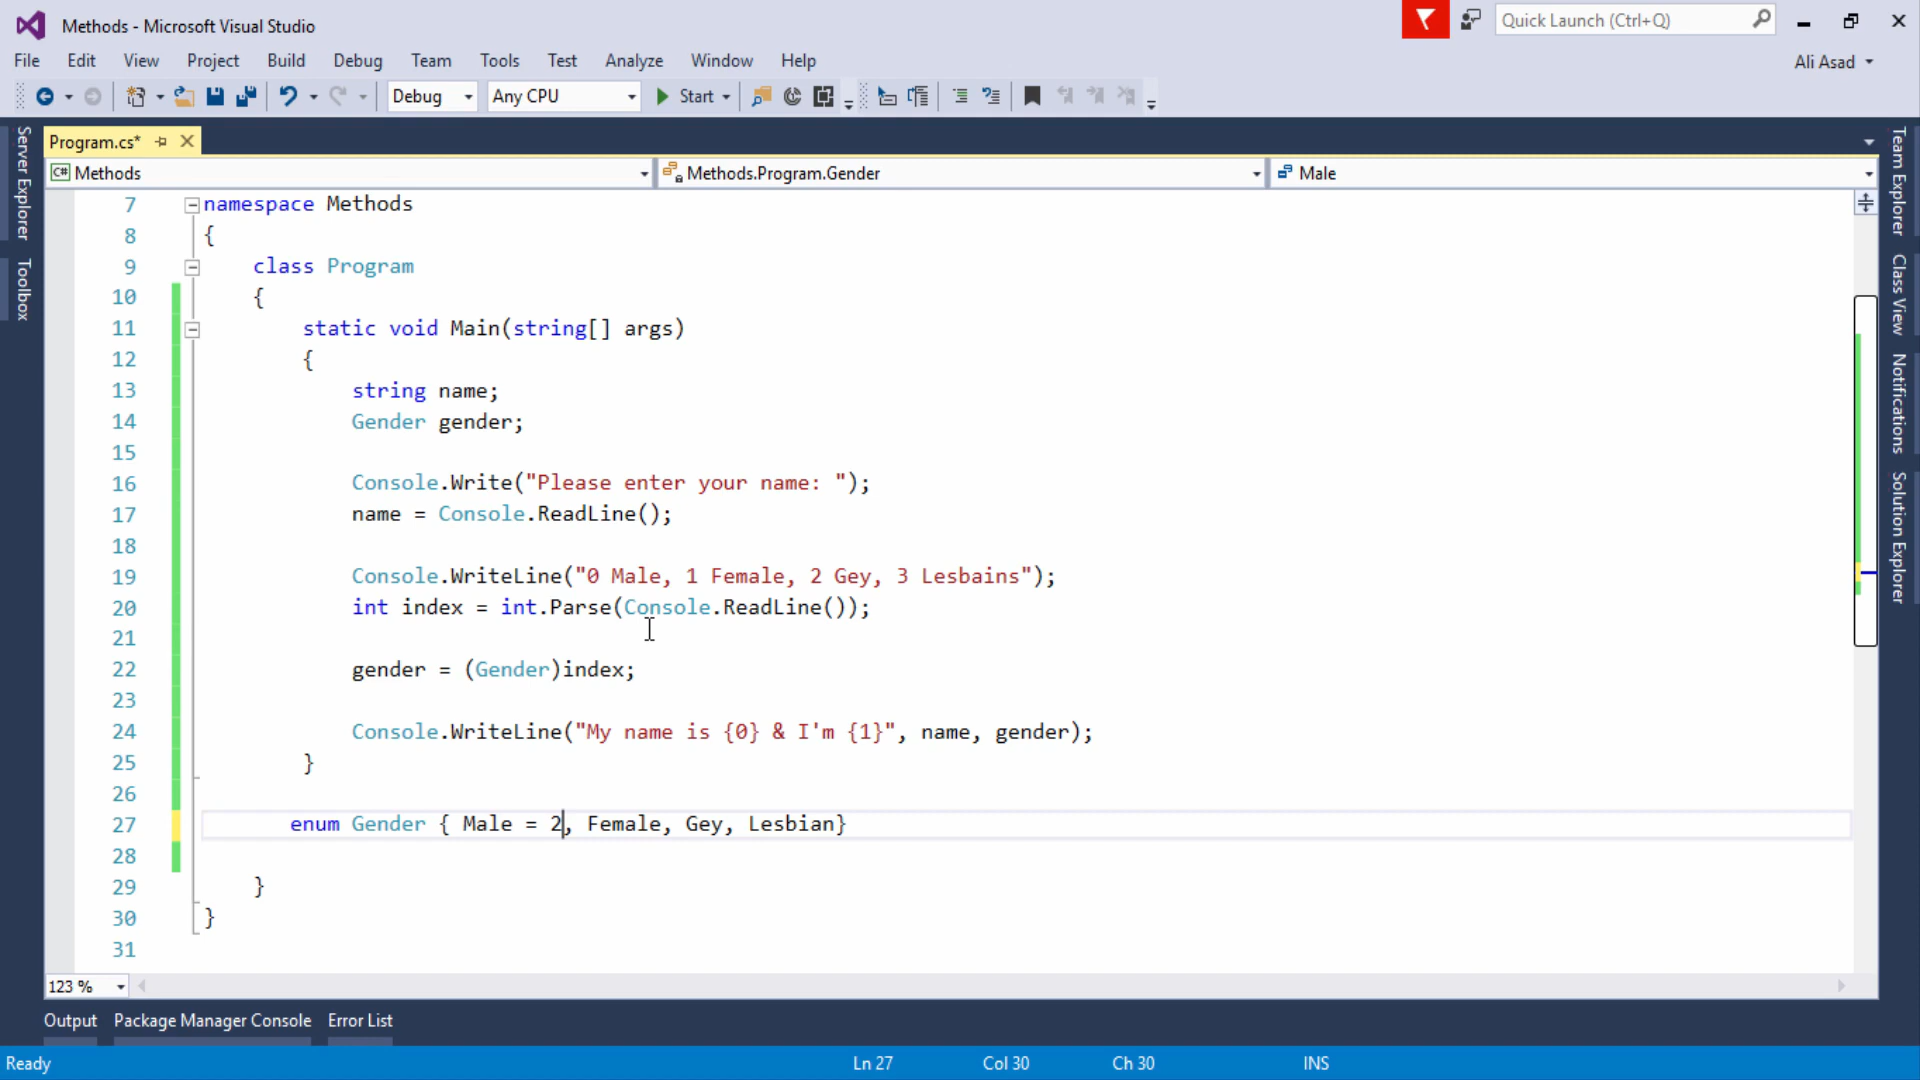 Methods - Microsoft Visual Studio
Quick Launch (Ctrl+Q)
File Edit View Project Build Debug Team Tools Test Analyze Window Help
Ali Asad
Debug Any CPU Start
Program.cs*
C# Methods Methods.Program.Gender Male
Server Explorer
Toolbox
Team Explorer
Class View
Notifications
Solution Explorer
7 namespace Methods
8 {
9 class Program
10 {
11 static void Main(string[] args)
12 {
13 string name;
14 Gender gender;
15
16 Console.Write("Please enter your name: ");
17 name = Console.ReadLine();
18
19 Console.WriteLine("0 Male, 1 Female, 2 Gey, 3 Lesbains");
20 int index = int.Parse(Console.ReadLine());
21
22 gender = (Gender)index;
23
24 Console.WriteLine("My name is {0} & I'm {1}", name, gender);
25 }
26
27 enum Gender { Male = 2, Female, Gey, Lesbian}
28
29 }
30 }
31
123 %
Output Package Manager Console Error List
Ready Ln 27 Col 30 Ch 30 INS